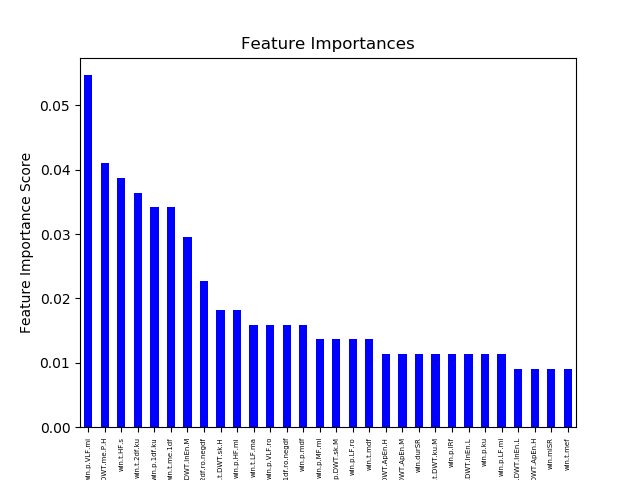 Feature Importances
Feature Importance Score
0.05
0.04
0.03
0.02
0.01
0.00
win.p.VLF.mi
DWT.me.P.H
win.t.HF.s
win.t.2df.ku
win.p.1df.ku
win.t.me.1df
DWT.InEn.M
2df.ro.negdf
t.DWT.sk.H
win.p.HF.mi
win.t.LF.ma
win.p.VLF.ro
1df.ro.negdf
win.p.mdf
win.p.MF.mi
p.DWT.sk.M
win.p.LF.ro
win.t.mdf
DWT.ApEn.H
DWT.ApEn.M
win.durSR
t.DWT.ku.M
win.p.IRf
.DWT.InEn.L
win.p.ku
win.p.LF.mi
.DWT.InEn.L
DWT.ApEn.H
win.miSR
win.t.mef